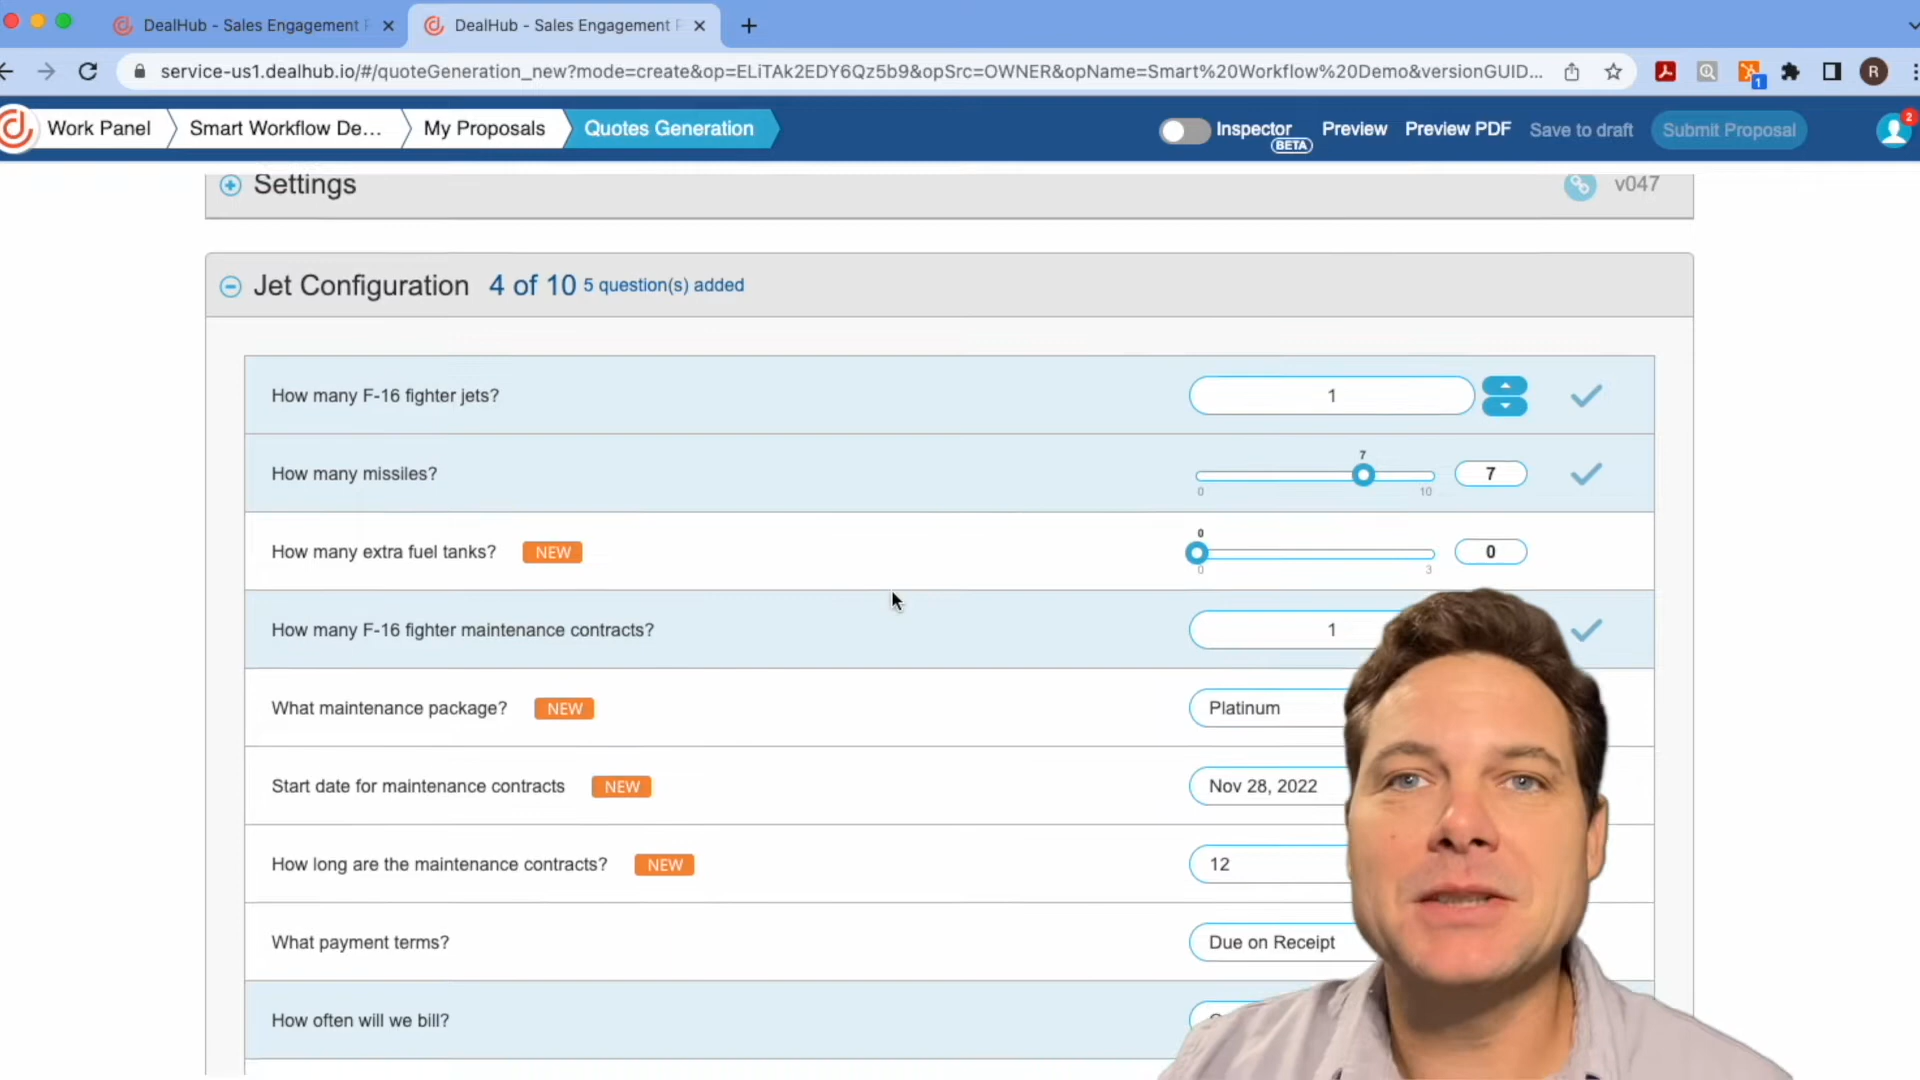 DealHub - Sales Engagement
DealHub - Sales Engagement
service-us1.dealhub.io/#/quoteGeneration_new?mode=create&op=ELiTAk2EDY6Qz5b9&opSrc=OWNER&opName=Smart%20Workflow%20Demo&versionGUID...
1
R
Work Panel
Smart Workflow De...
My Proposals
Quotes Generation
Inspector
BETA
Preview
Preview PDF
Save to draft
Submit Proposal
2
Settings
v047
Jet Configuration 4 of 10 5 question(s) added
How many F-16 fighter jets?
1
How many missiles?
7
0
10
7
How many extra fuel tanks? NEW
0
0
3
0
How many F-16 fighter maintenance contracts?
1
What maintenance package? NEW
Platinum
Start date for maintenance contracts NEW
Nov 28, 2022
How long are the maintenance contracts? NEW
12
What payment terms?
Due on Receipt
How often will we bill?